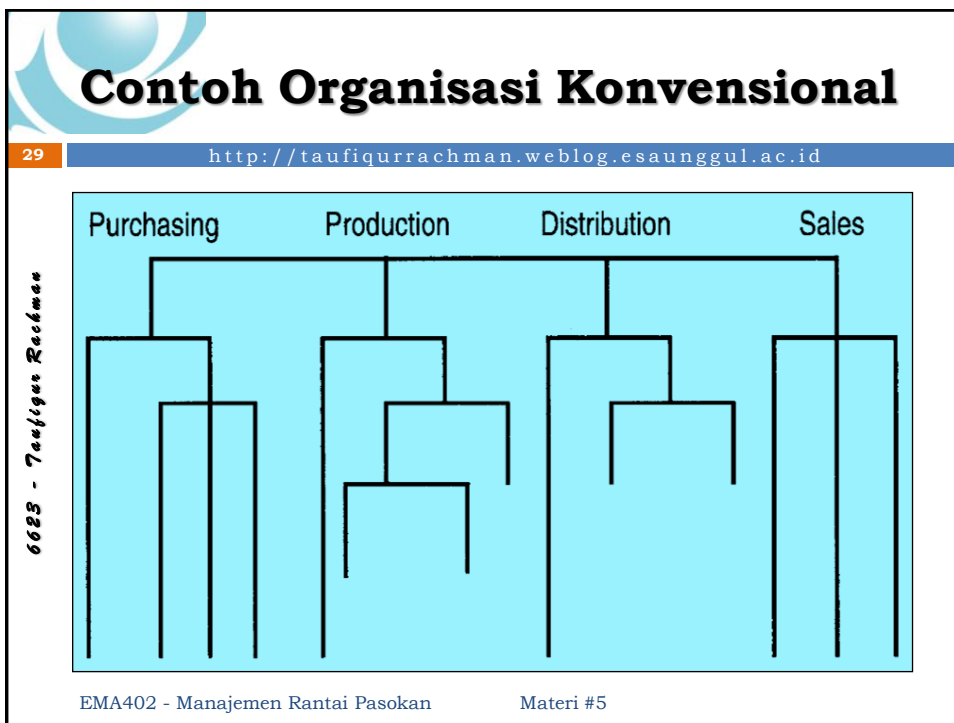 Contoh Organisasi Konvensional
29
http://taufiqurrachman.weblog.esaunggul.ac.id
6623 - Taufiqur Rachman
Purchasing Production Distribution Sales
EMA402 - Manajemen Rantai Pasokan Materi #5